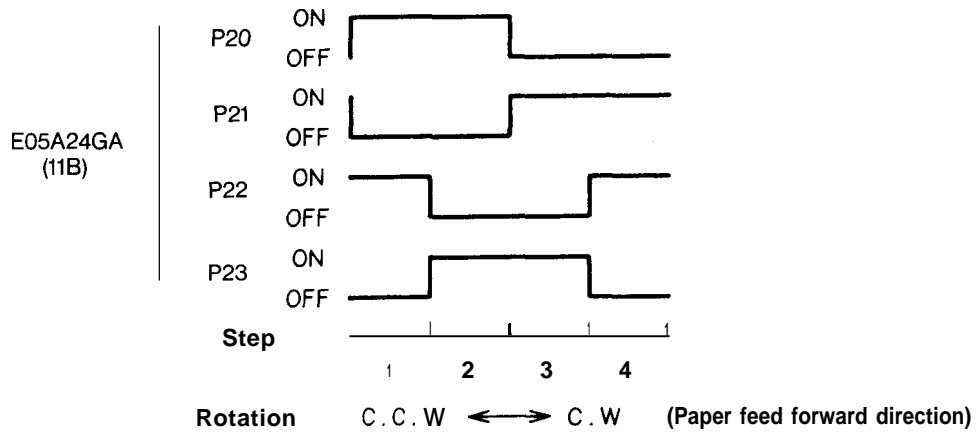 ON
P20
OFF
ON
P21
OFF
E05A24GA
(11B)
ON
P22
OFF
ON
P23
OFF
Step
1 2 3 4
Rotation C.C.W ⟷ C.W (Paper feed forward direction)